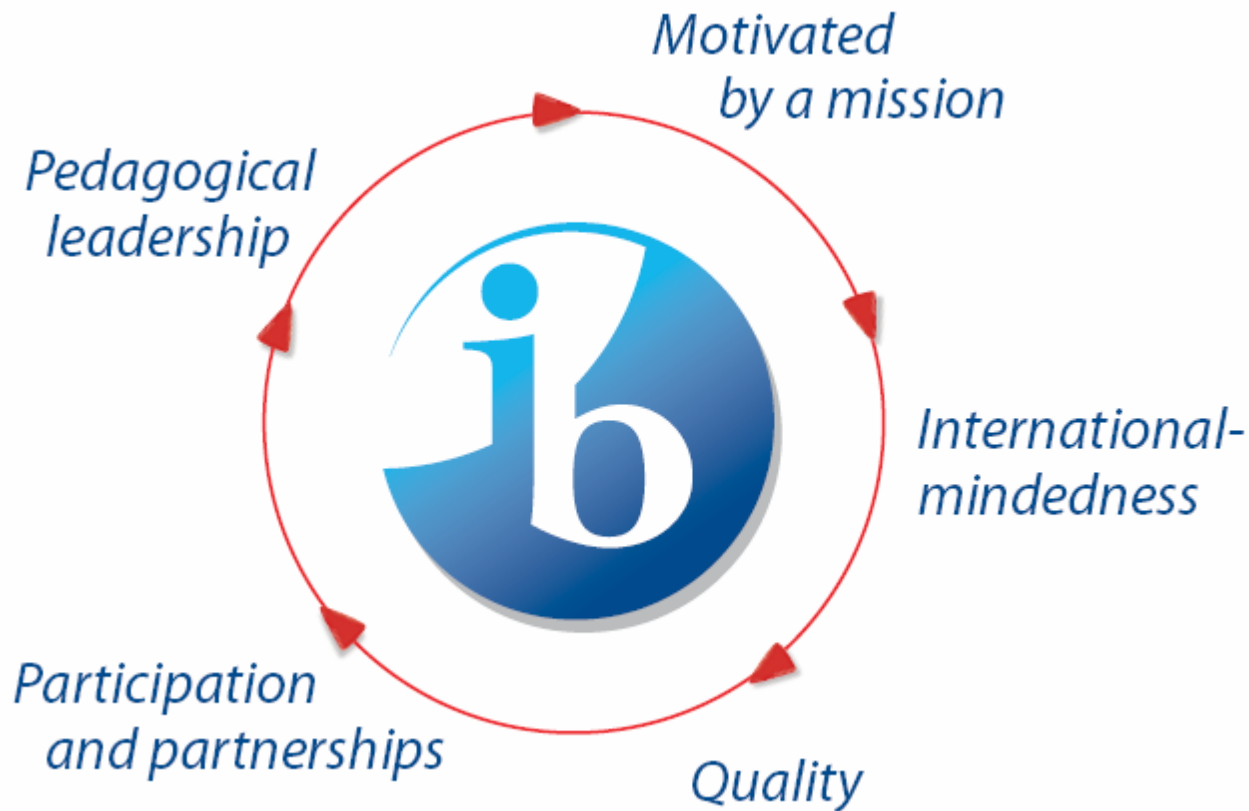 Motivated
by a mission
International-
mindedness
Quality
Participation
and partnerships
Pedagogical
leadership
ib